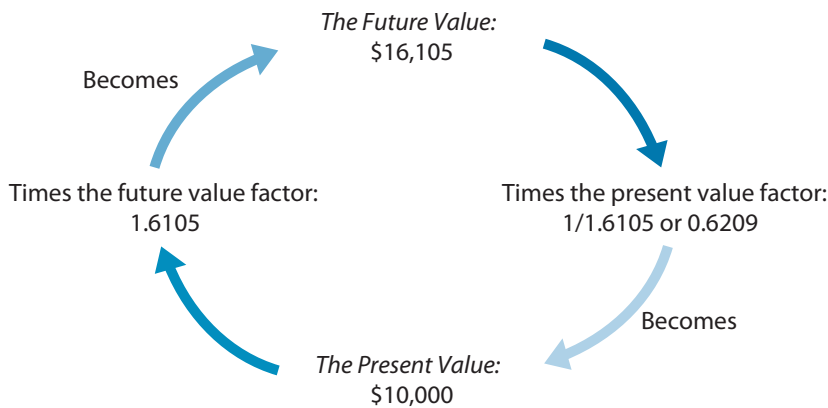 The Future Value:
$16,105
Becomes
Times the future value factor:
1.6105
Times the present value factor:
1/1.6105 or 0.6209
Becomes
The Present Value:
$10,000